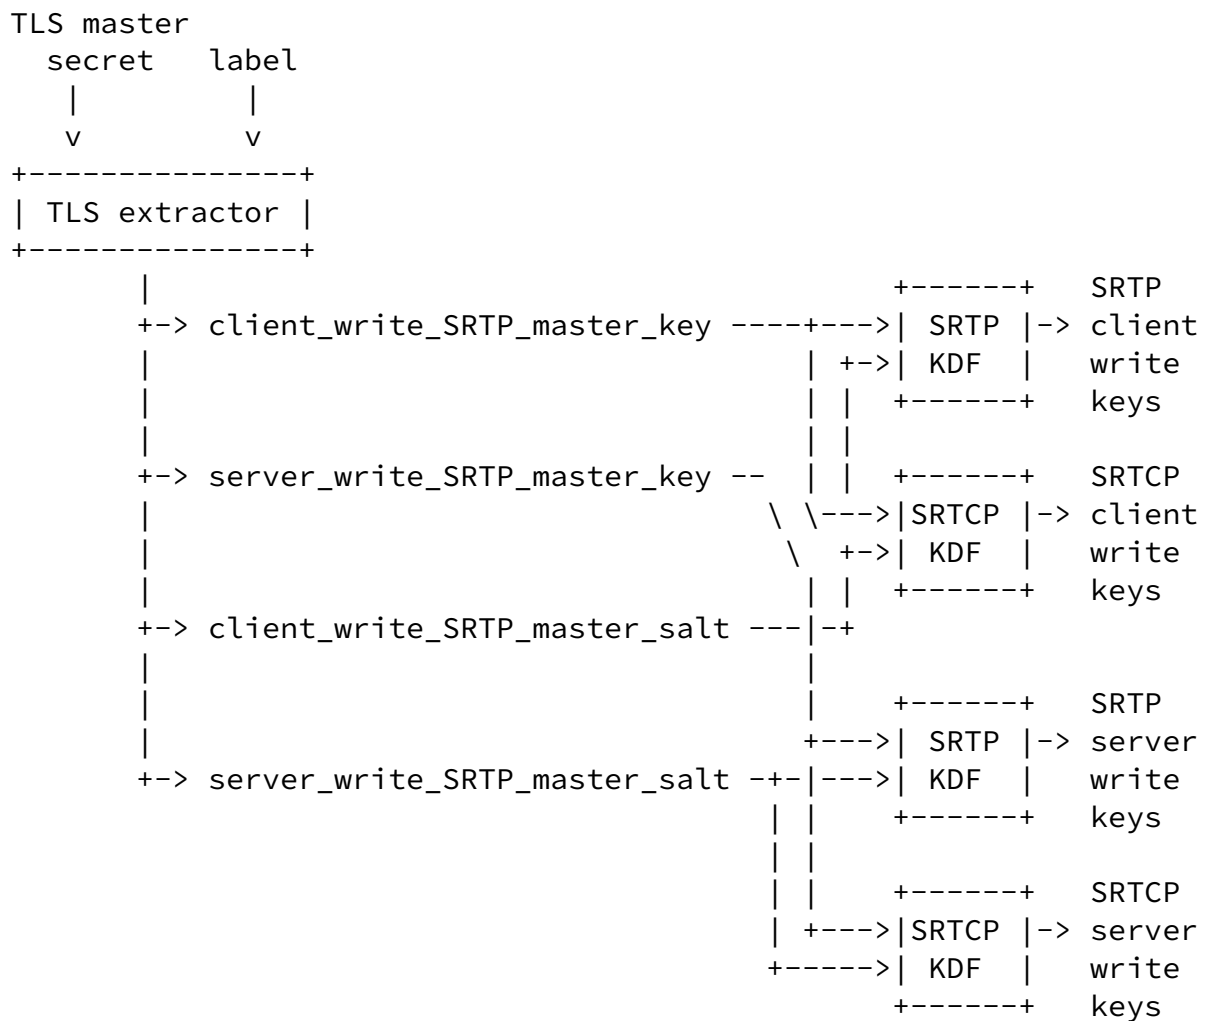 TLS master
secret label
| |
v v
+---------------+
| TLS extractor |
+---------------+
| +------+ SRTP
+-> client_write_SRTP_master_key ----+--->| SRTP |-> client
| | +->| KDF | write
| | | +------+ keys
| | |
+-> server_write_SRTP_master_key -- | | +------+ SRTCP
| \ \--->|SRTCP |-> client
| \ +->| KDF | write
| | | +------+ keys
+-> client_write_SRTP_master_salt ---|-+
| |
| | +------+ SRTP
| +--->| SRTP |-> server
+-> server_write_SRTP_master_salt -+-|--->| KDF | write
| | +------+ keys
| |
| | +------+ SRTCP
| +--->|SRTCP |-> server
+----->| KDF | write
+------+ keys